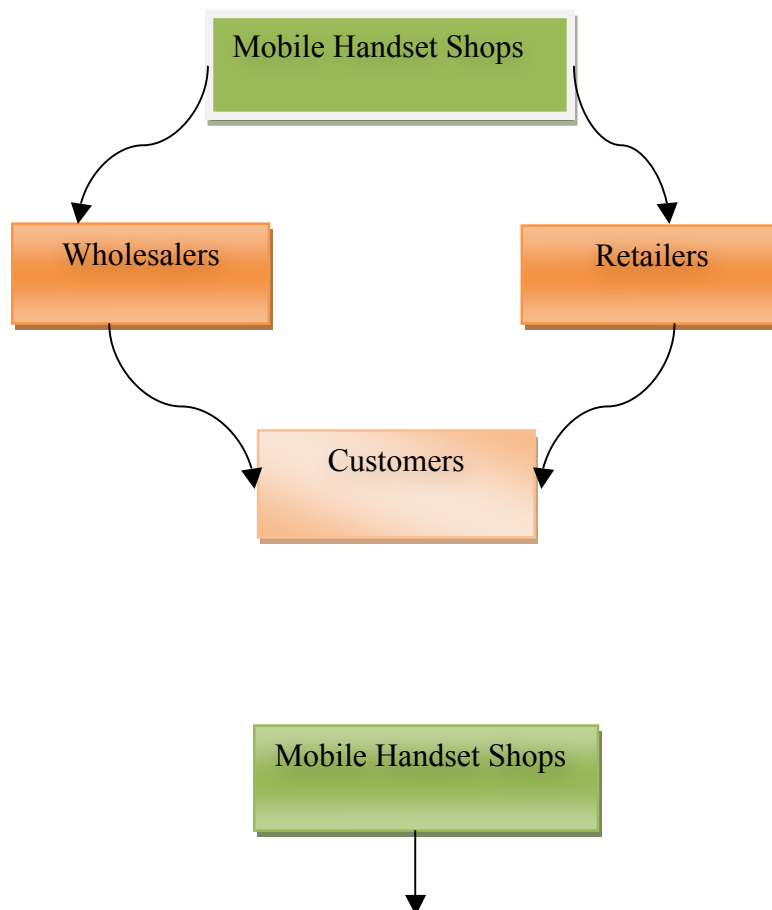 Mobile Handset Shops
Wholesalers
Retailers
Customers
Mobile Handset Shops